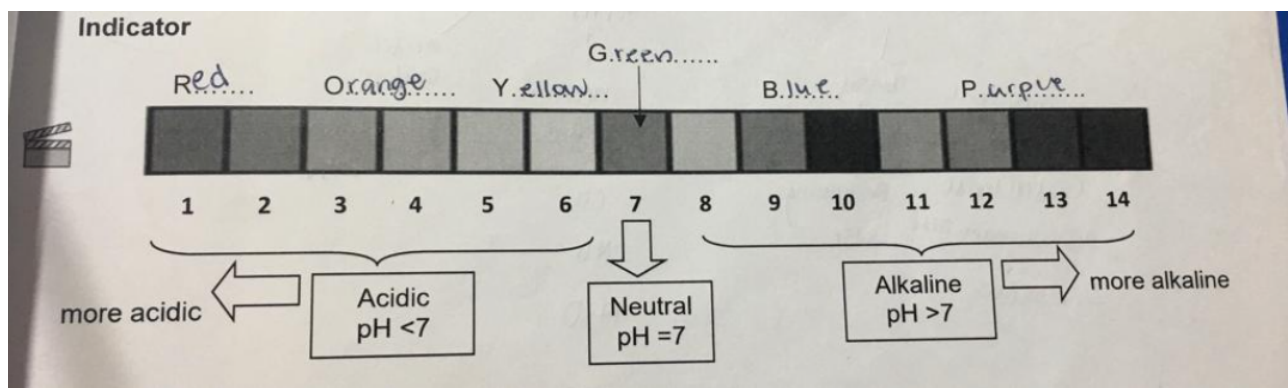 Indicator
G.reen......
Red...... Orange...... Y.ellow... B.lue.. P.urple...
1 2 3 4 5 6 7 8 9 10 11 12 13 14
more acidic
Acidic
pH <7
Neutral
pH =7
Alkaline
pH >7
more alkaline